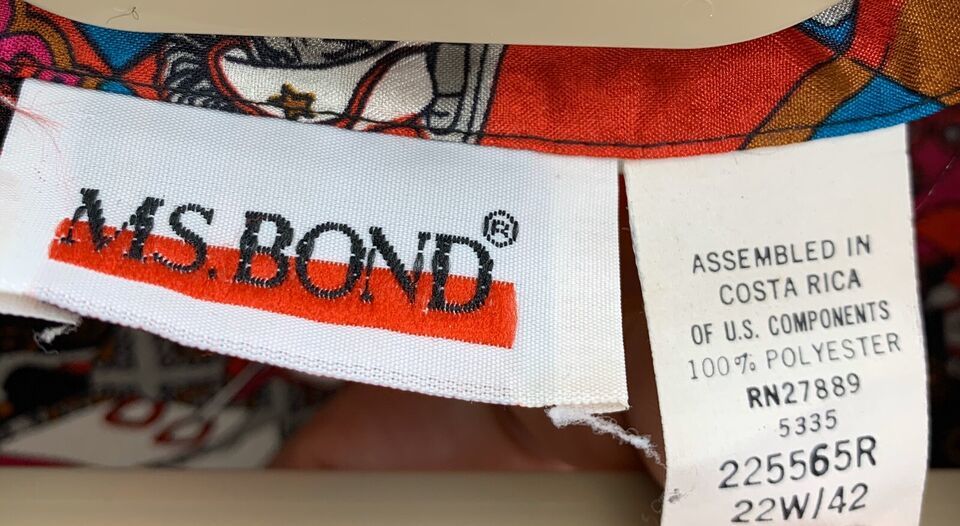 MS. BOND®
ASSEMBLED IN
COSTA RICA
OF U.S. COMPONENTS
100% POLYESTER
RN27889
5335
225565R
22W/42